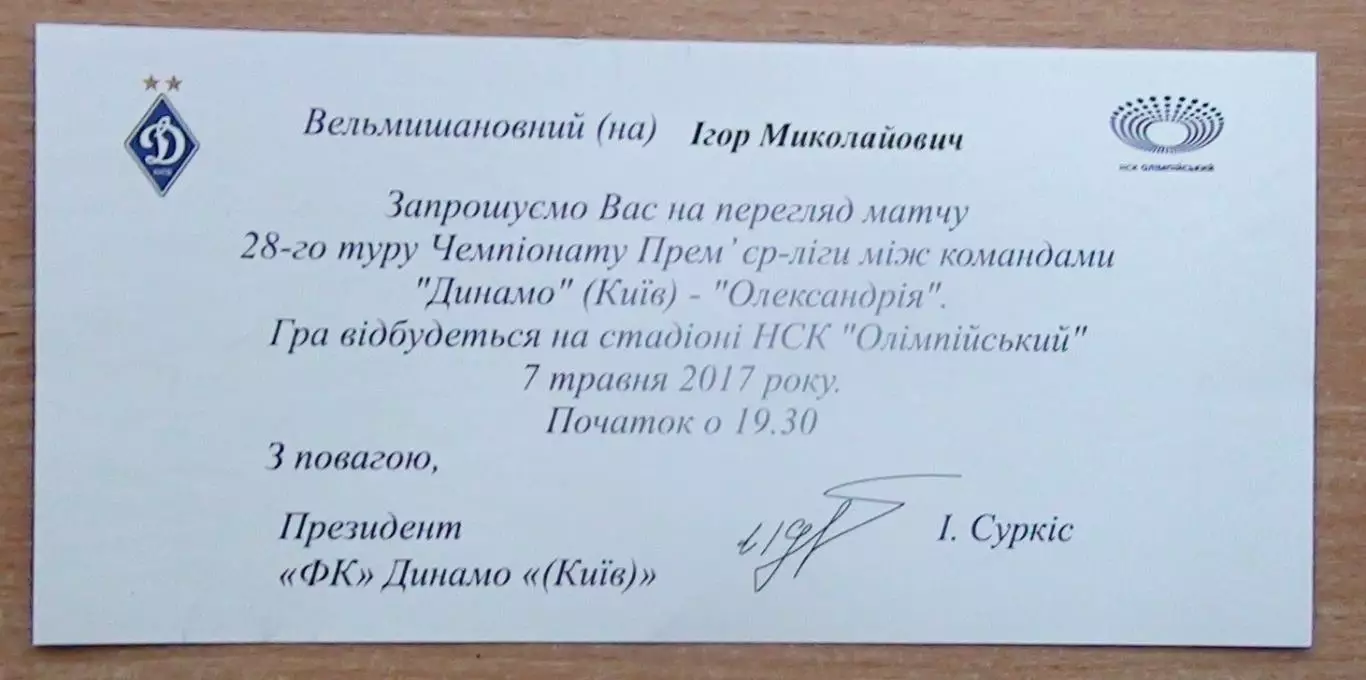 Вельмишановний (на) Ігор Миколайович
НСК ОЛІМПІЙСЬКИЙ
Запрошуємо Вас на перегляд матчу
28-го туру Чемпіонату Прем'єр-ліги між командами
"Динамо" (Київ) - "Олександрія".
Гра відбудеться на стадіоні НСК "Олімпійський"
7 травня 2017 року.
Початок о 19.30
З повагою,
Президент
І. Суркіс
«ФК» Динамо «(Київ)»